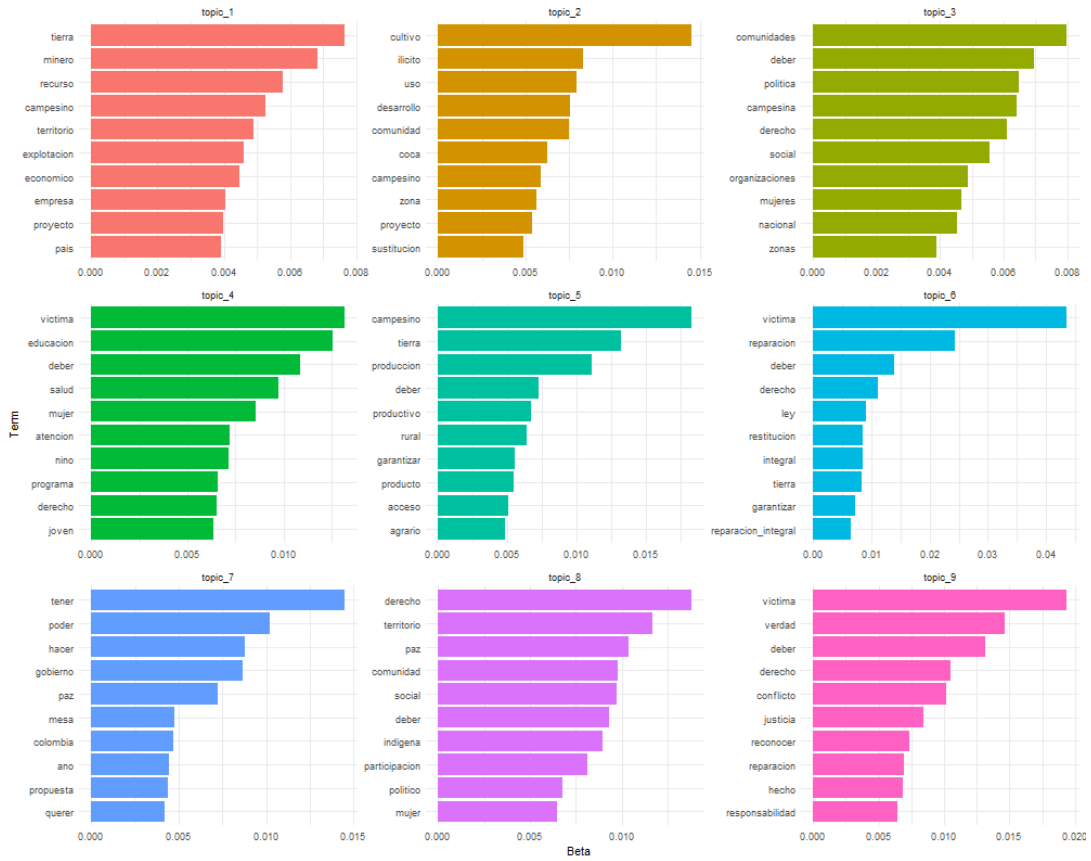 topic_1
tierra
minero
recurso
campesino
territorio
explotacion
economico
empresa
proyecto
pais
0.000 0.002 0.004 0.006 0.008
topic_2
cultivo
ilicito
uso
desarrollo
comunidad
coca
campesino
zona
proyecto
sustitucion
0.000 0.005 0.010 0.015
topic_3
comunidades
deber
politica
campesina
derecho
social
organizaciones
mujeres
nacional
zonas
0.000 0.002 0.004 0.006 0.008
Term
topic_4
victima
educacion
deber
salud
mujer
atencion
nino
programa
derecho
joven
0.000 0.005 0.010
topic_5
campesino
tierra
produccion
deber
productivo
rural
garantizar
producto
acceso
agrario
0.000 0.005 0.010 0.015
topic_6
victima
reparacion
deber
derecho
ley
restitucion
integral
tierra
garantizar
reparacion_integral
0.00 0.01 0.02 0.03 0.04
topic_7
tener
poder
hacer
gobierno
paz
mesa
colombia
ano
propuesta
querer
0.000 0.005 0.010 0.015
topic_8
derecho
territorio
paz
comunidad
social
deber
indigena
participacion
politico
mujer
0.000 0.005 0.010
topic_9
victima
verdad
deber
derecho
conflicto
justicia
reconocer
reparacion
hecho
responsabilidad
0.000 0.005 0.010 0.015 0.020
Beta